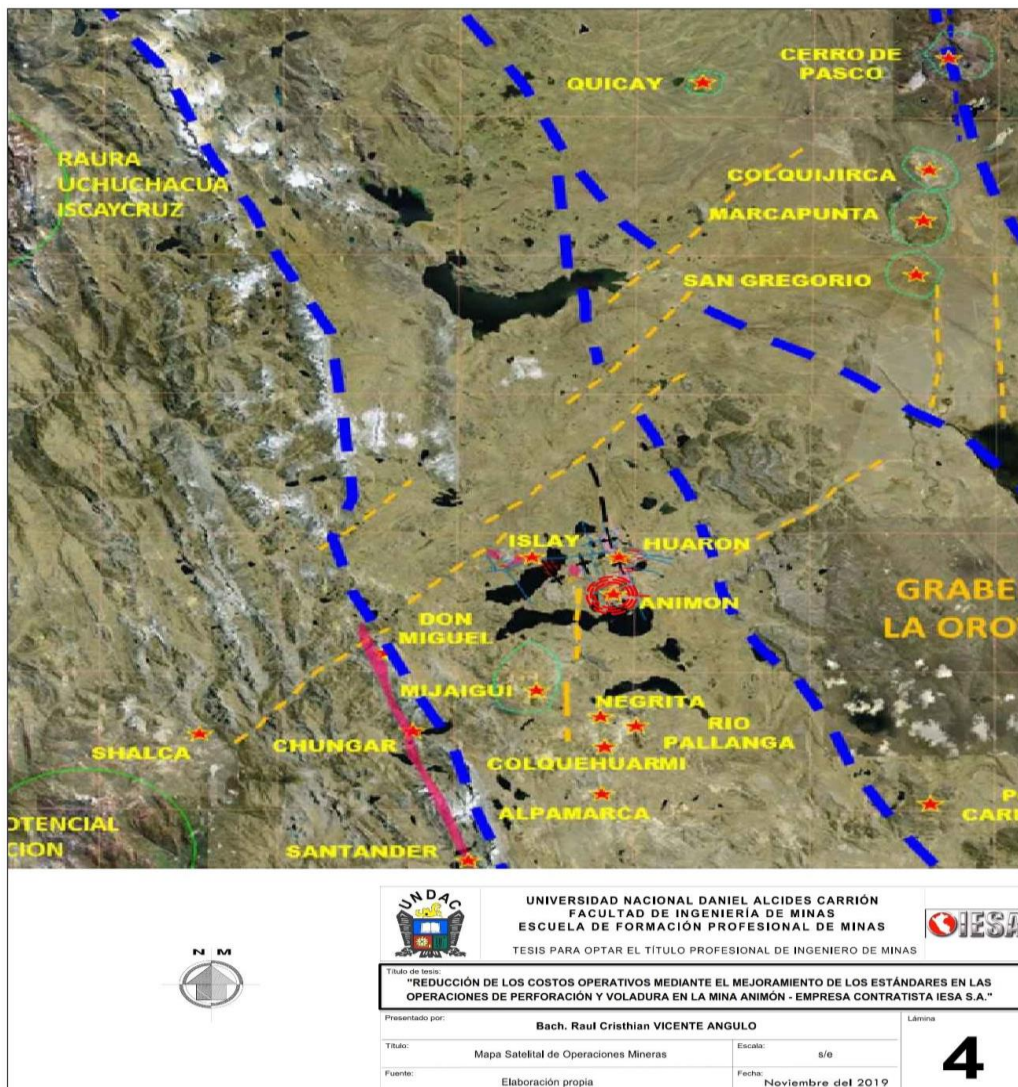 CERRO DE
PASCO
QUICAY
RAURA
UCHUCHACUA
ISCAYCRUZ
COLQUIJIRCA
MARCAPUNTA
SAN GREGORIO
ISLAY
HUARON
GRABE
LA ORO
ANIMON
DON
MIGUEL
MIJAIGUI
NEGRITA
RIO
PALLANGA
SHALCA
CHUNGAR
COLQUEHUARMI
ALPAMARCA
OTENCIAL
CION
P
CAR
SANTANDER
N M
UNDAC
UNIVERSIDAD NACIONAL DANIEL ALCIDES CARRIÓN
FACULTAD DE INGENIERÍA DE MINAS
ESCUELA DE FORMACIÓN PROFESIONAL DE MINAS
TESIS PARA OPTAR EL TÍTULO PROFESIONAL DE INGENIERO DE MINAS
IESA
Título de tesis:
"REDUCCIÓN DE LOS COSTOS OPERATIVOS MEDIANTE EL MEJORAMIENTO DE LOS ESTÁNDARES EN LAS
OPERACIONES DE PERFORACIÓN Y VOLADURA EN LA MINA ANIMÓN - EMPRESA CONTRATISTA IESA S.A."
Presentado por:
Bach. Raul Cristhian VICENTE ANGULO
Lámina
4
Título:
Mapa Satelital de Operaciones Mineras
Escala:
s/e
Fuente:
Elaboración propia
Fecha:
Noviembre del 2019